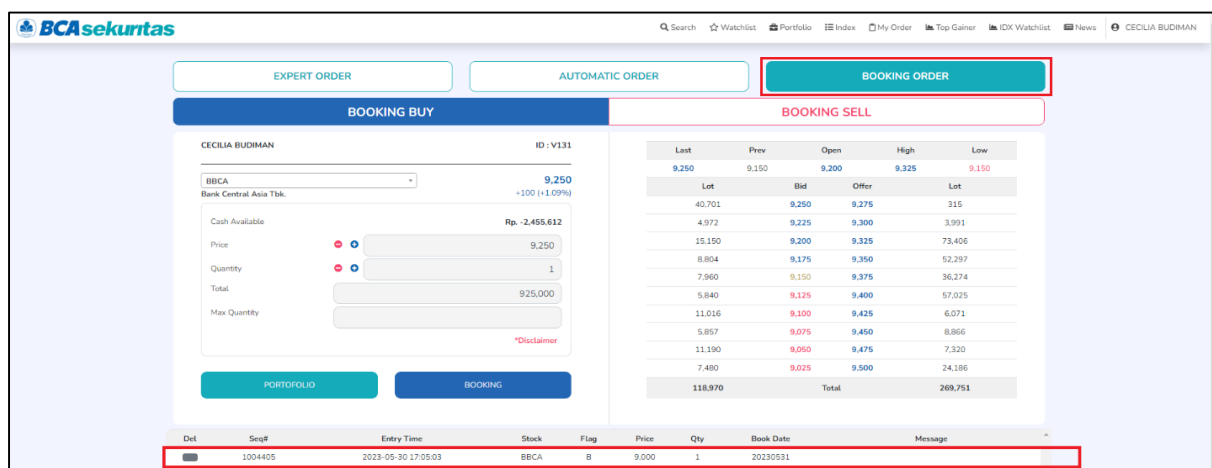 BCA sekuritas
Search Watchlist Portfolio Index My Order Top Gainer IDX Watchlist News CECILIA BUDIMAN
EXPERT ORDER AUTOMATIC ORDER BOOKING ORDER
BOOKING BUY BOOKING SELL
CECILIA BUDIMAN ID : V131
BBCA 9,250
Bank Central Asia Tbk. +100 (+1.09%)
Cash Available Rp. -2,455,612
Price 9,250
Quantity 1
Total 925,000
Max Quantity
*Disclaimer
PORTOFOLIO BOOKING
Last Prev Open High Low
9,250 9,150 9,200 9,325 9,150
Lot Bid Offer Lot
40,701 9,250 9,275 315
4,972 9,225 9,300 3,991
15,150 9,200 9,325 73,406
8,804 9,175 9,350 52,297
7,960 9,150 9,375 36,274
5,840 9,125 9,400 57,025
11,016 9,100 9,425 6,071
5,857 9,075 9,450 8,866
11,190 9,050 9,475 7,320
7,480 9,025 9,500 24,186
118,970 Total 269,751
Del Seq# Entry Time Stock Flag Price Qty Book Date Message
1004405 2023-05-30 17:05:03 BBCA B 9,000 1 20230531